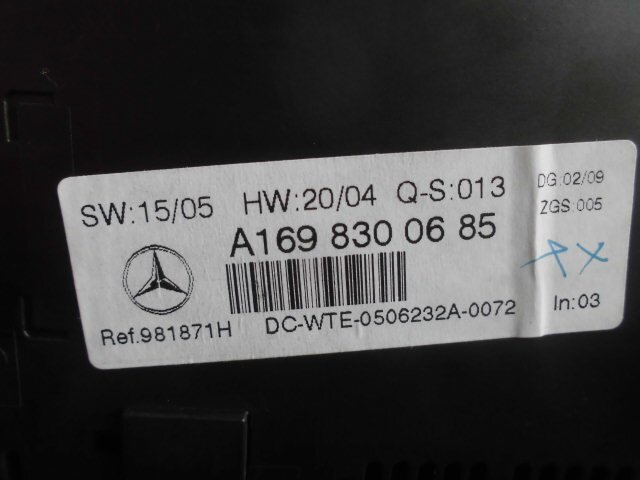 SW:15/05 HW:20/04 Q-S:013 DG:02/09
ZGS:005
A169 830 06 85
Ref.981871H DC-WTE-0506232A-0072 In:03